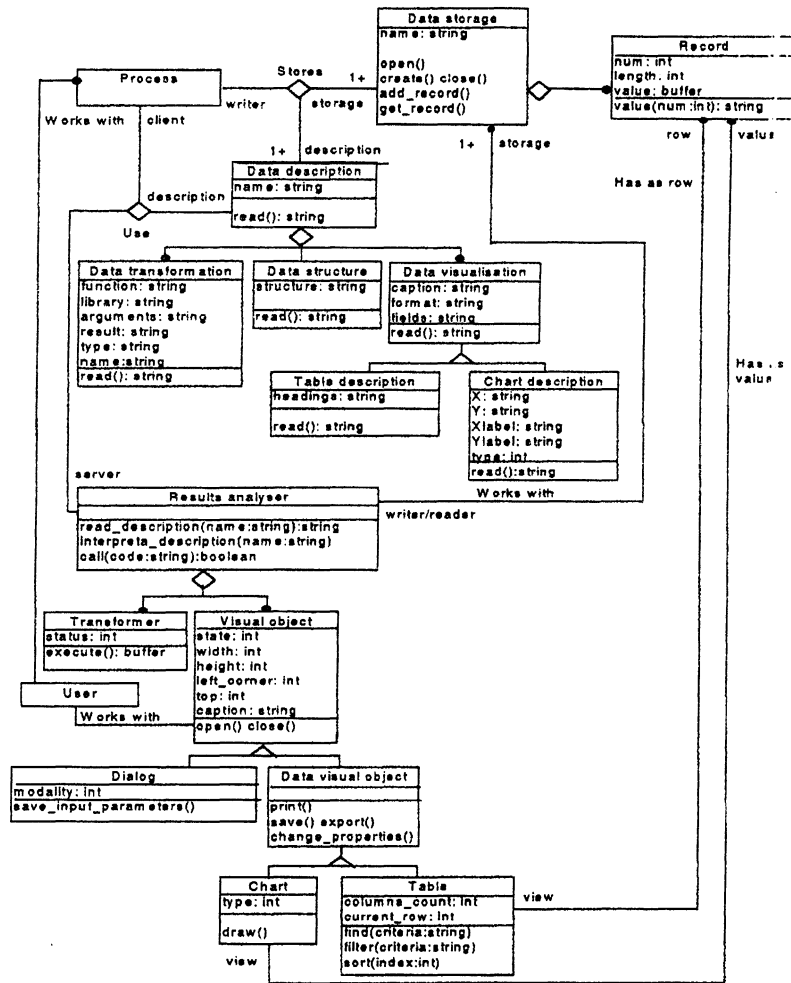 Data storage
name: string
open()
create() close()
add_record()
get_record()
Record
num: int
length: int
value: buffer
value(num:int): string
Process
Stores
1+
writer
storage
Works with
client
1+
description
1+
storage
row
value
Has as row
Data description
name: string
read(): string
description
Use
Data transformation
function: string
library: string
arguments: string
result: string
type: string
name:string
read(): string
Data structure
structure: string
read(): string
Data visualisation
caption: string
format: string
fields: string
read(): string
Has
value
Table description
headings: string
read(): string
Chart description
X: string
Y: string
Xlabel: string
Ylabel: string
type: int
read():string
server
Works with
Results analyser
writer/reader
read_description(name:string):string
interpreta_description(name:string)
call(code:string):boolean
Transformer
status: int
execute(): buffer
Visual object
state: int
width: int
height: int
left_corner: int
top: int
caption: string
open() close()
User
Works with
Dialog
modality: int
save_input_parameters()
Data visual object
print()
save() export()
change_properties()
Chart
type: int
draw()
view
Table
columns_count: int
current_row: int
find(criteria:string)
filter(criteria:string)
sort(index:int)
view